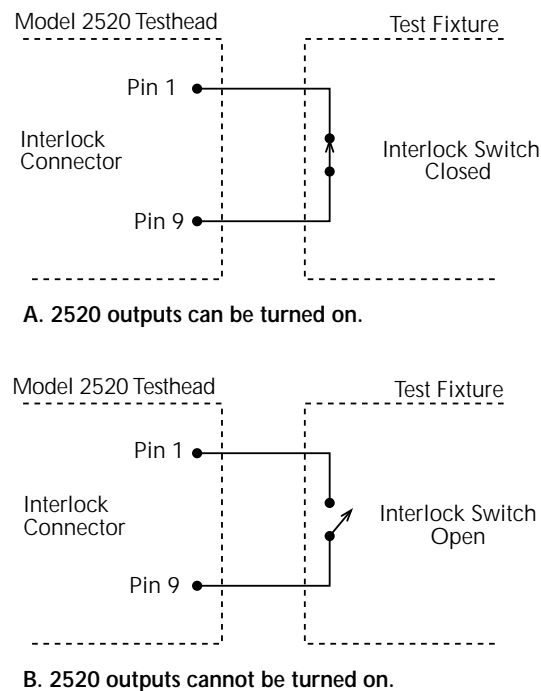 Model 2520 Testhead
Test Fixture
Pin 1
Interlock
Connector
Interlock Switch
Closed
Pin 9
A. 2520 outputs can be turned on.
Model 2520 Testhead
Test Fixture
Pin 1
Interlock
Connector
Interlock Switch
Open
Pin 9
B. 2520 outputs cannot be turned on.